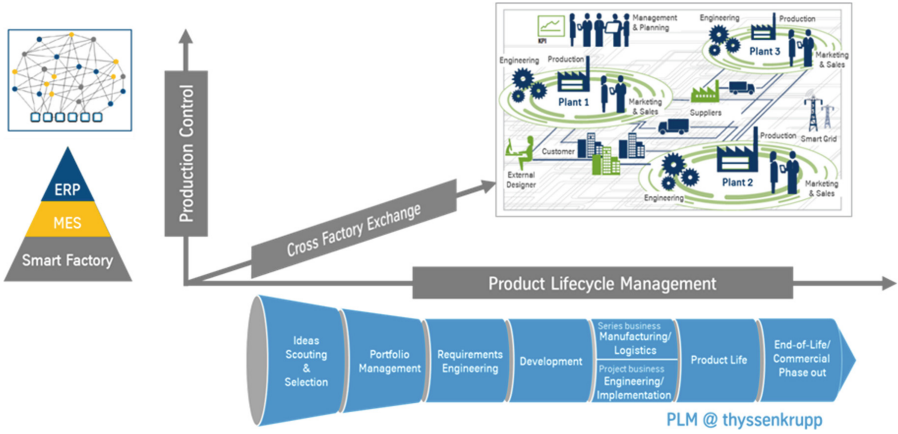 ERP
MES
Smart Factory
Production Control
Cross Factory Exchange
Product Lifecycle Management
KPI
Management
& Planning
Engineering
Production
Plant 3
Marketing
& Sales
Engineering
Production
Plant 1
Marketing
& Sales
Suppliers
Smart Grid
Customer
External
Designer
Production
Plant 2
Engineering
Marketing
& Sales
Ideas
Scouting
&
Selection
Portfolio
Management
Requirements
Engineering
Development
Series business
Manufacturing/
Logistics
Project business
Engineering/
Implementation
Product Life
End-of-Life/
Commercial
Phase out
PLM @ thyssenkrupp